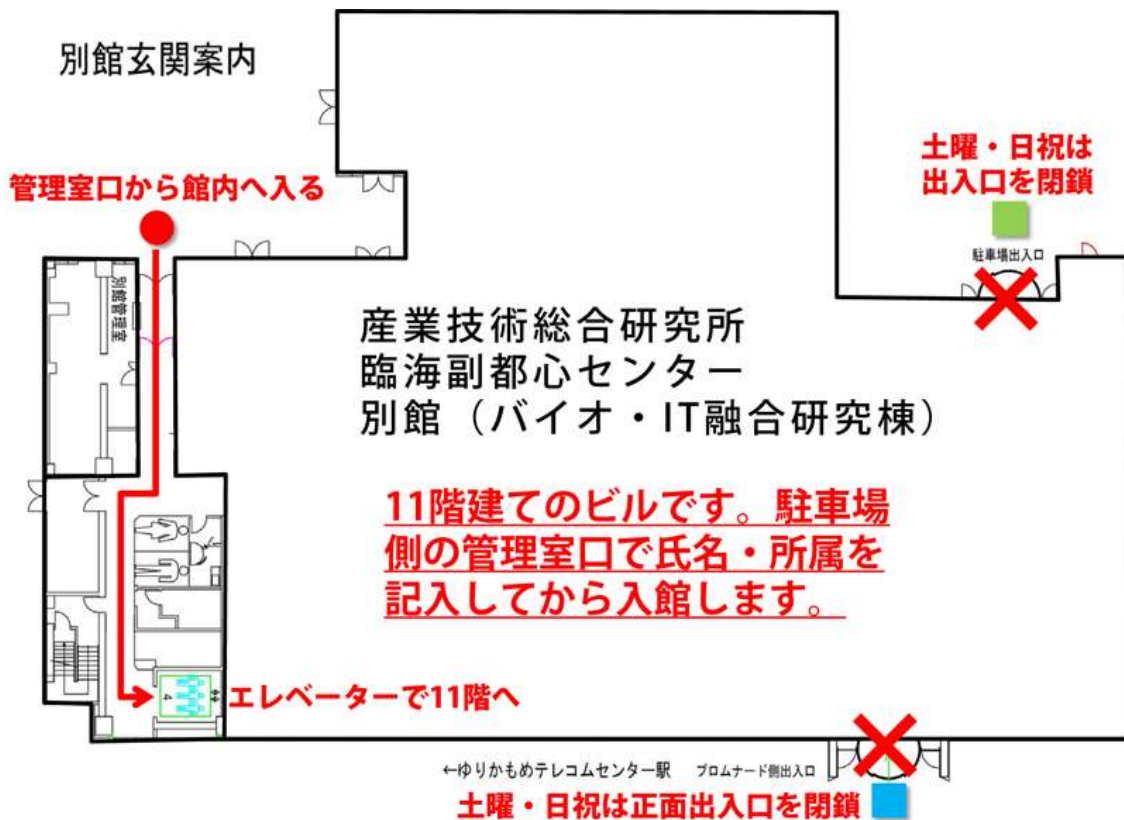 別館玄関案内
土曜・日祝は
出入口を閉鎖
管理室口から館内へ入る
駐車場出入口
別館管理室
産業技術総合研究所
臨海副都心センター
別館（バイオ・IT融合研究棟）
11階建てのビルです。駐車場
側の管理室口で氏名・所属を
記入してから入館します。
4
エレベーターで11階へ
←ゆりかもめテレコムセンター駅 プロムナード側出入口
土曜・日祝は正面出入口を閉鎖